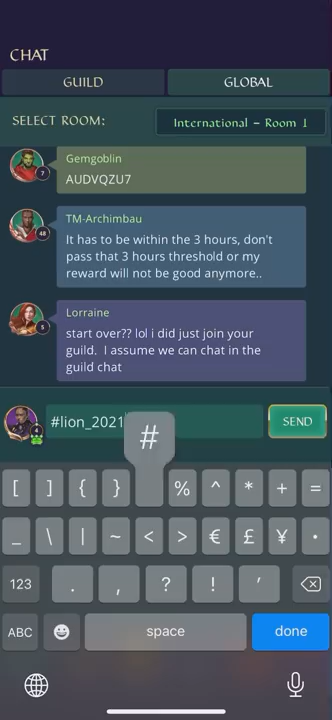 CHAT
GUILD GLOBAL
SELECT ROOM: International - Room 1
Gemgoblin
7
AUDVQZU7
TM-Archimbau
48
It has to be within the 3 hours, don't
pass that 3 hours threshold or my
reward will not be good anymore..
Lorraine
5
start over?? lol i did just join your
guild. I assume we can chat in the
guild chat
4
#lion_2021 SEND
#
[ ] { } % ^ * + =
_ \ | ~ < > € £ ¥ •
123 . , ? ! ’
ABC space done